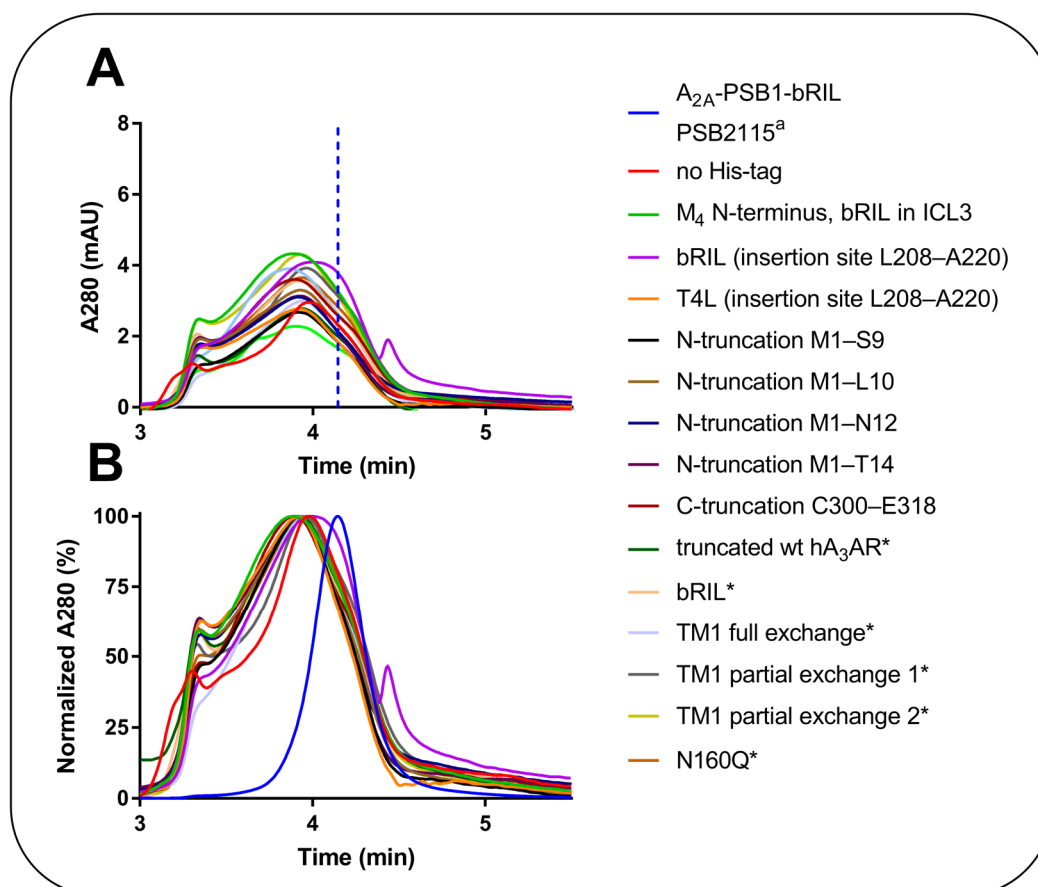 A
A280 (mAU)
8
6
4
2
0
3
4
5
Time (min)
B
Normalized A280 (%)
100
75
50
25
0
3
4
5
Time (min)
A2A-PSB1-bRIL
PSB2115a
no His-tag
M4 N-terminus, bRIL in ICL3
bRIL (insertion site L208–A220)
T4L (insertion site L208–A220)
N-truncation M1–S9
N-truncation M1–L10
N-truncation M1–N12
N-truncation M1–T14
C-truncation C300–E318
truncated wt hA3AR*
bRIL*
TM1 full exchange*
TM1 partial exchange 1*
TM1 partial exchange 2*
N160Q*